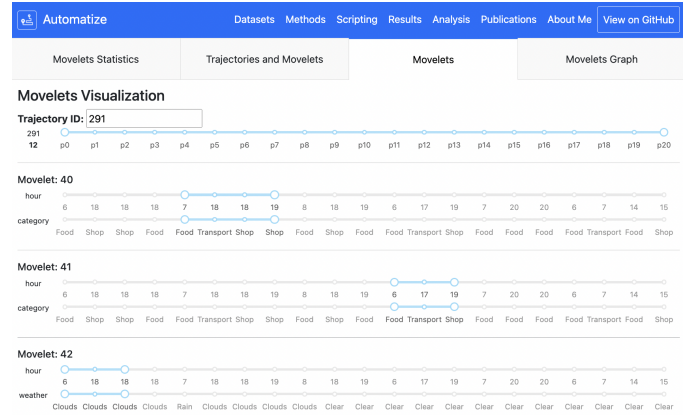 Automatize Datasets Methods Scripting Results Analysis Publications About Me View on GitHub
Movelets Statistics Trajectories and Movelets Movelets Movelets Graph
Movelets Visualization
Trajectory ID: 291
291
12 p0 p1 p2 p3 p4 p5 p6 p7 p8 p9 p10 p11 p12 p13 p14 p15 p16 p17 p18 p19 p20
Movelet: 40
hour
6 18 18 18 7 18 18 19 8 18 19 6 17 19 7 20 20 6 7 14 15
category
Food Shop Shop Food Food Transport Shop Shop Food Shop Food Food Transport Shop Food Food Food Food Transport Food Shop
Movelet: 41
hour
6 18 18 18 7 18 18 19 8 18 19 6 17 19 7 20 20 6 7 14 15
category
Food Shop Shop Food Food Transport Shop Shop Food Shop Food Food Transport Shop Food Food Food Food Transport Food Shop
Movelet: 42
hour
6 18 18 18 7 18 18 19 8 18 19 6 17 19 7 20 20 6 7 14 15
weather
Clouds Clouds Clouds Clouds Rain Clouds Clouds Clouds Clouds Clear Clear Clear Clear Clear Clear Clear Clear Clear Clear Clear Clear